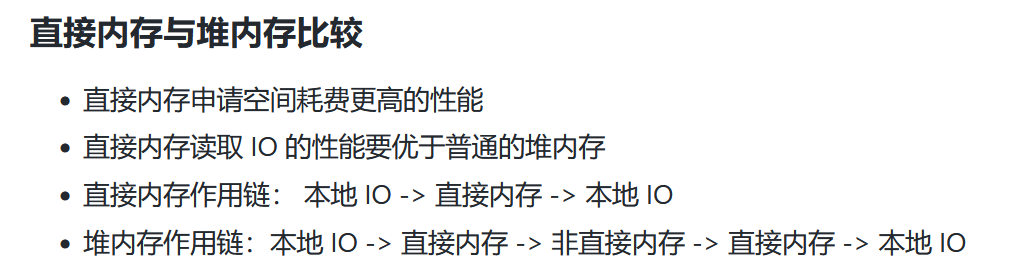 直接内存与堆内存比较
• 直接内存申请空间耗费更高的性能
• 直接内存读取 IO 的性能要优于普通的堆内存
• 直接内存作用链： 本地 IO -> 直接内存 -> 本地 IO
• 堆内存作用链：本地 IO -> 直接内存 -> 非直接内存 -> 直接内存 -> 本地 IO